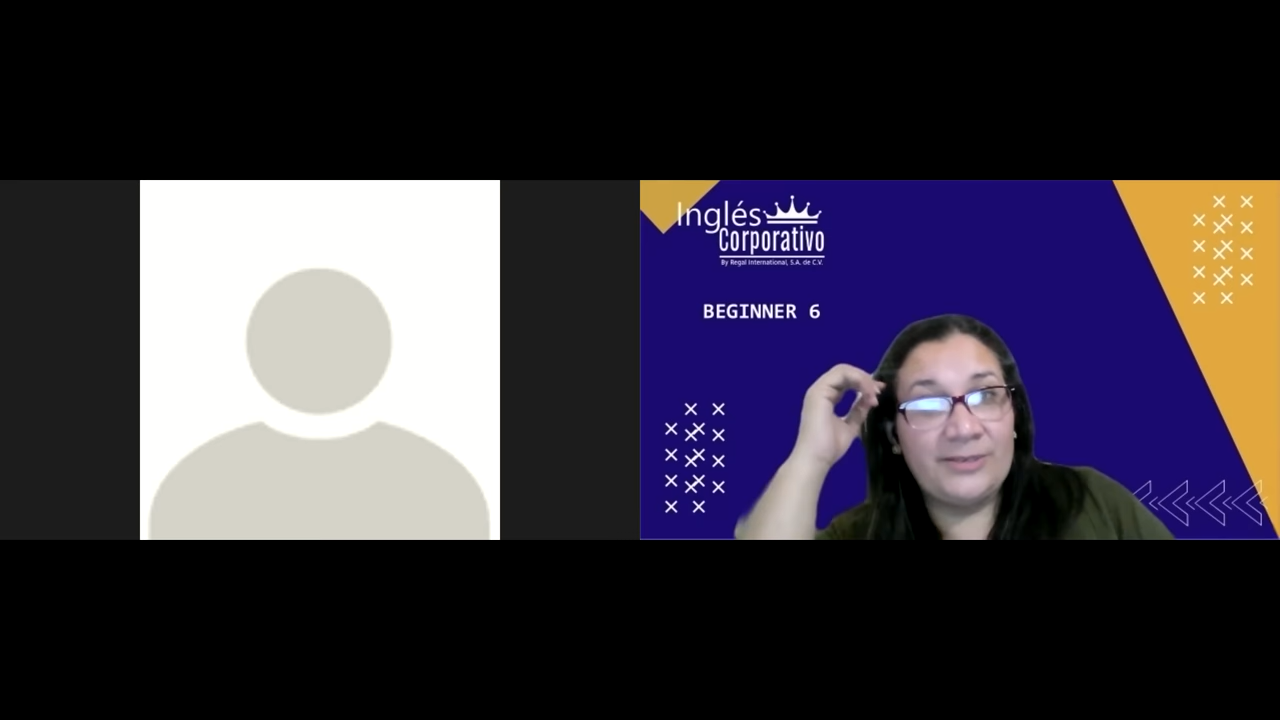 Inglés
Corporativo
By Regal International, S.A. de C.V.
BEGINNER 6